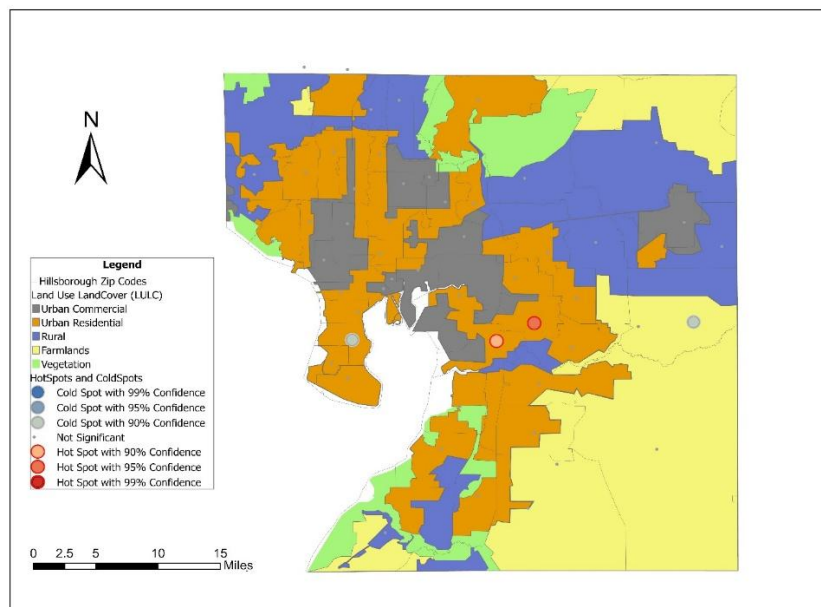 N
Legend
Hillsborough Zip Codes
Land Use LandCover (LULC)
Urban Commercial
Urban Residential
Rural
Farmlands
Vegetation
HotSpots and ColdSpots
Cold Spot with 99% Confidence
Cold Spot with 95% Confidence
Cold Spot with 90% Confidence
Not Significant
Hot Spot with 90% Confidence
Hot Spot with 95% Confidence
Hot Spot with 99% Confidence
0 2.5 5 10 15
Miles